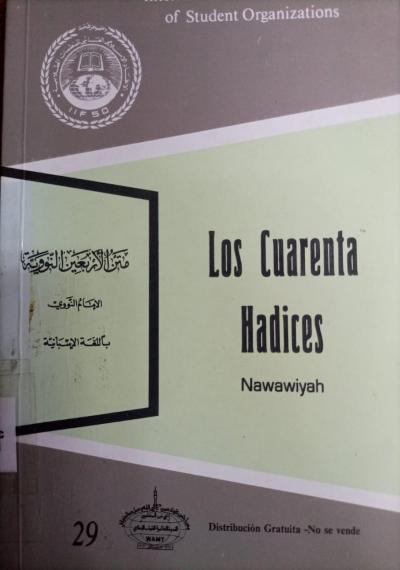 of Student Organizations
IIFSO
متن الأربعين النووية
الإمام النووي
باللغة الإسبانية
Los Cuarenta
Hadices
Nawawiyah
29
WAMY
Distribución Gratuita -No se vende